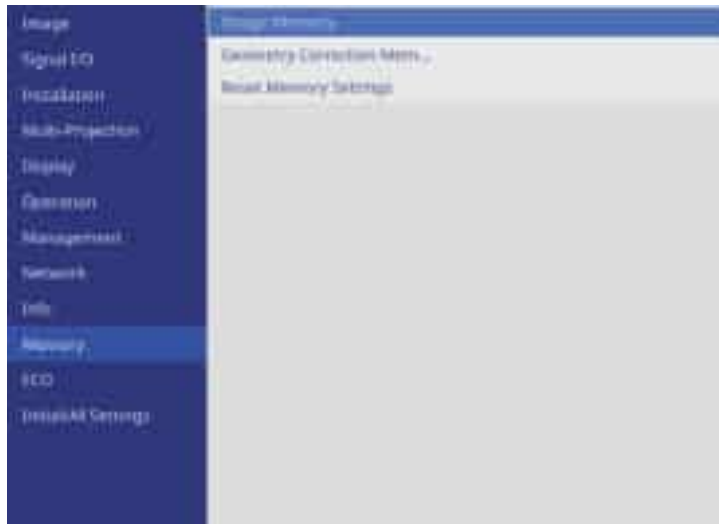 Image
Signal I/O
Installation
Multi-Projection
Display
Operation
Management
Network
Info
Memory
ECO
Initial/All Settings
Image Memory
Geometry Correction Mem...
Reset Memory Settings